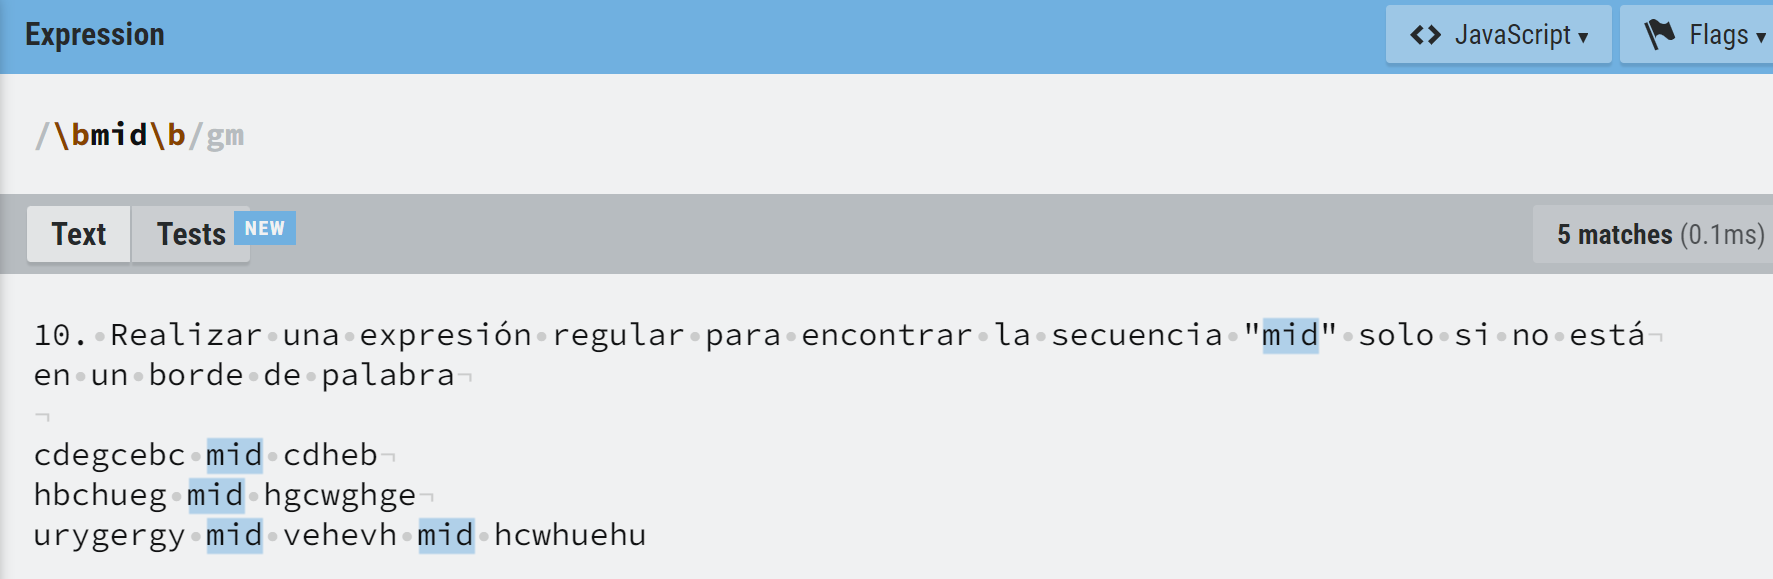 Expression
<> JavaScript ▾
Flags ▾
/\bmid\b/gm
Text
Tests
NEW
5 matches (0.1ms)
10.•Realizar•una•expresión•regular•para•encontrar•la•secuencia•"mid"•solo•si•no•está¬
en•un•borde•de•palabra¬
¬
cdegcebc•mid•cdheb¬
hbchueg•mid•hgcwghge¬
urygergy•mid•vehevh•mid•hcwhuehu